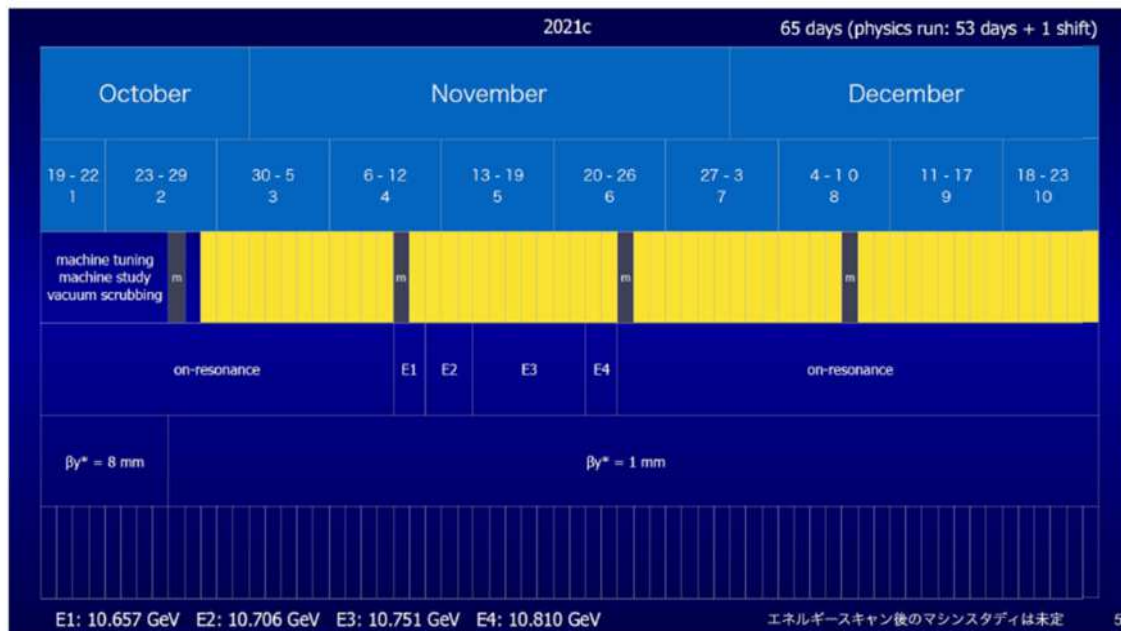 2021c
65 days (physics run: 53 days + 1 shift)
October
November
December
19 - 22
1
23 - 29
2
30 - 5
3
6 - 12
4
13 - 19
5
20 - 26
6
27 - 3
7
4 - 1 0
8
11 - 17
9
18 - 23
10
machine tuning
machine study
vacuum scrubbing
m
m
m
m
on-resonance
E1
E2
E3
E4
on-resonance
βy* = 8 mm
βy* = 1 mm
E1: 10.657 GeV E2: 10.706 GeV E3: 10.751 GeV E4: 10.810 GeV
エネルギースキャン後のマシンスタディは未定
5